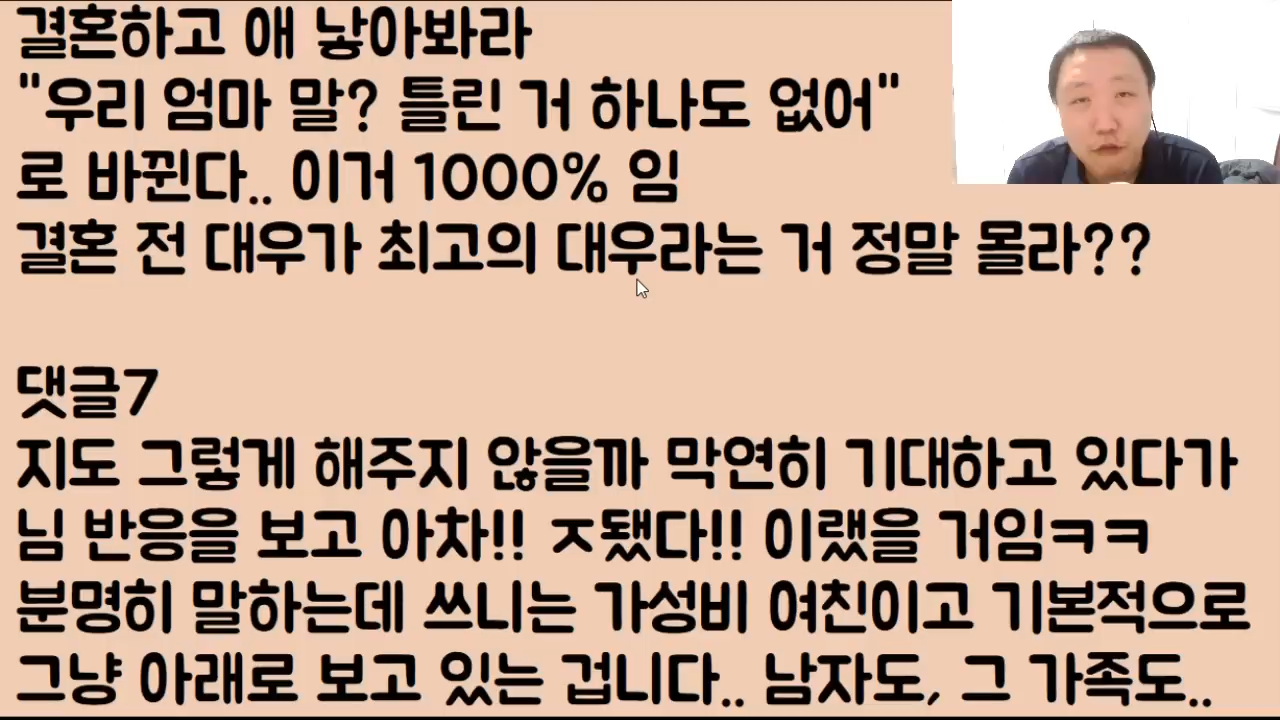 결혼하고 애 낳아봐라
"우리 엄마 말? 틀린 거 하나도 없어"
로 바뀐다.. 이거 1000% 임
결혼 전 대우가 최고의 대우라는 거 정말 몰라??
댓글7
지도 그렇게 해주지 않을까 막연히 기대하고 있다가
님 반응을 보고 아차!! ㅈ됐다!! 이랬을 거임ㅋㅋ
분명히 말하는데 쓰니는 가성비 여친이고 기본적으로
그냥 아래로 보고 있는 겁니다.. 남자도, 그 가족도..